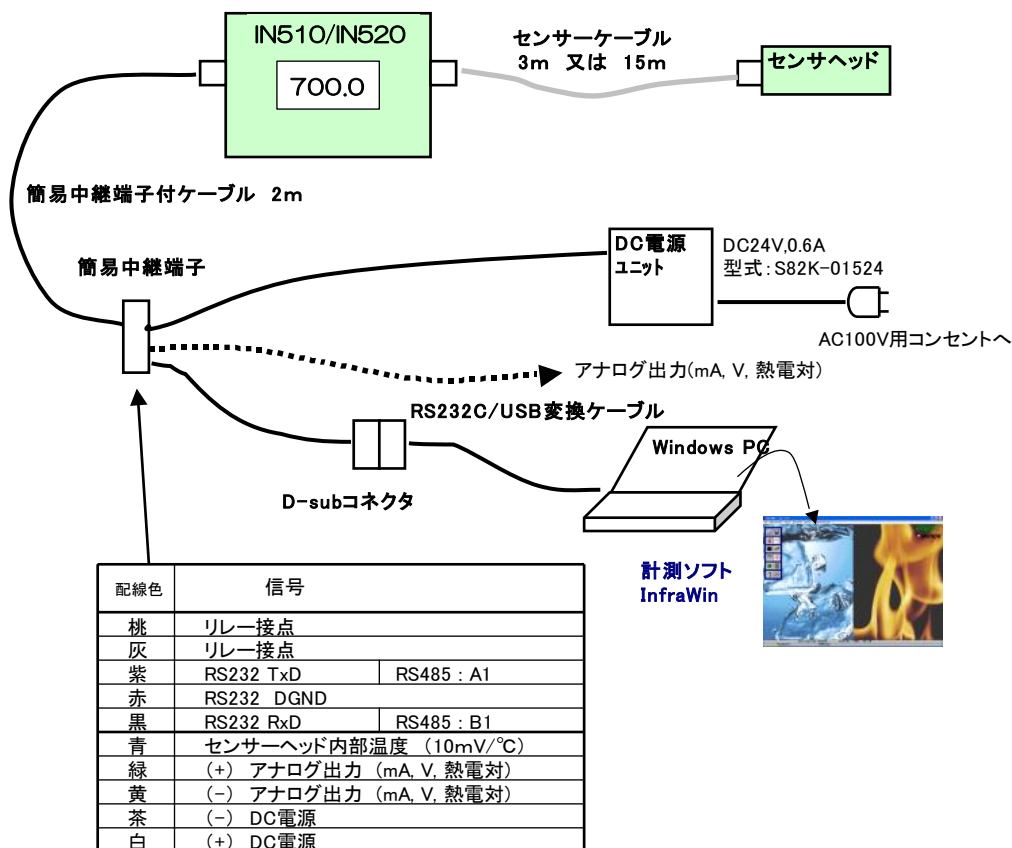 IN510/IN520
700.0
センサーケーブル
3m 又は 15m
センサヘッド
簡易中継端子付ケーブル 2m
簡易中継端子
DC電源
ユニット
DC24V,0.6A
型式：S82K-01524
AC100V用コンセントへ
アナログ出力(mA, V, 熱電対)
RS232C/USB変換ケーブル
Windows PC
D-subコネクタ
計測ソフト
InfraWin
配線色 信号
桃 リレー接点
灰 リレー接点
紫 RS232 TxD RS485 : A1
赤 RS232 DGND
黒 RS232 RxD RS485 : B1
青 センサーヘッド内部温度 (10mV/℃)
緑 (+) アナログ出力 (mA, V, 熱電対)
黄 (-) アナログ出力 (mA, V, 熱電対)
茶 (-) DC電源
白 (+) DC電源